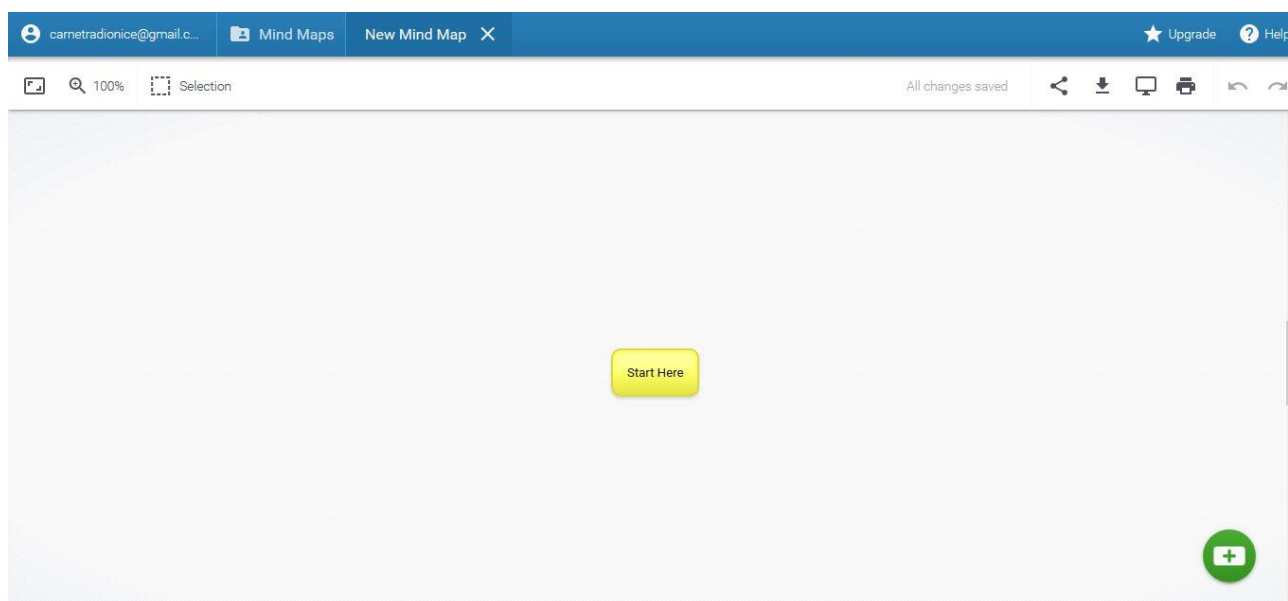 carnetradionice@gmail.c... Mind Maps New Mind Map Upgrade Help
100% Selection All changes saved
Start Here